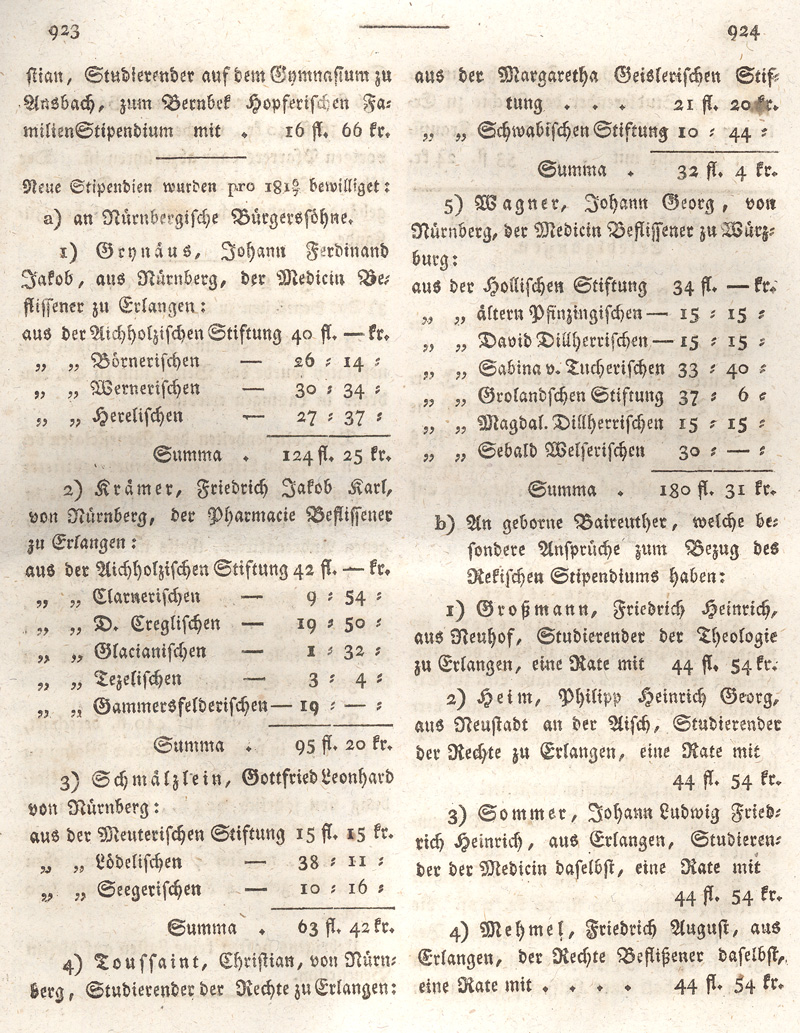 923
ſtian, Studierender auf dem Gymnaſium zu
Ansbach, zum Bernbek Hopferiſchen Fa⸗
milienStipendium mit . 16 fl. 66 kr.
Neue Stipendien wurden pro bewilliget:
a) an Nürnbergiſche Bürgersſöhne.
1) Grynäus, Johann Ferdinand
Jakob, aus Nürnberg, der Medicin Be⸗
fliſſener zu Erlangen:
aus der Aichholziſchen Stiftung 40 fl. — kr.
„ „ Börneriſchen — 26 ⸗ 14 ⸗
„ „ Werneriſchen — 30 ⸗ 34 ⸗
„ „ Hereliſchen — 27 ⸗ 37 ⸗
Summa . 124 fl. 25 kr.
2) Krämer, Friedrich Jakob Karl,
von Nürnberg, der Pharmacie Befliſſener
zu Erlangen:
aus der Aichholziſchen Stiftung 42 fl. — kr.
„ „ Clarneriſchen — 9 ⸗ 54 ⸗
„ „ D. Cregliſchen — 19 ⸗ 50 ⸗
„ „ Glacianiſchen — 1 ⸗ 32 ⸗
„ „ Tezeliſchen — 3 ⸗ 4 ⸗
„ „ Gammersfelderiſchen — 19 ⸗ — ⸗
Summa . 95 fl. 20 kr.
3) Schmälzlein, Gottfried Leonhard
von Nürnberg:
aus der Meuteriſchen Stiftung 15 fl. 15 kr.
„ „ Lödeliſchen — 38 ⸗ 11 ⸗
„ „ Seegeriſchen — 10 ⸗ 16 ⸗
Summa . 63 fl. 42 kr.
4) Touſſaint, Chriſtian, von Nürn⸗
berg, Studierender der Rechte zu Erlangen:
924
aus der Margaretha Geisleriſchen Stif⸗
tung . . . 21 fl. 20 kr.
„ „ Schwabiſchen Stiftung 10 ⸗ 44 ⸗
Summa . 32 fl. 4 kr.
5) Wagner, Johann Georg, von
Nürnberg, der Medicin Befliſſener zu Würz⸗
burg:
aus der Holliſchen Stiftung 34 fl. — kr.
„ „ ältern Pfinzingiſchen — 15 ⸗ 15 ⸗
„ „ David Dillherriſchen — 15 ⸗ 15 ⸗
„ „ Sabina v. Tucheriſchen 33 ⸗ 40 ⸗
„ „ Grolandſchen Stiftung 37 ⸗ 6 ⸗
„ „ Magdal. Dillherriſchen 15 ⸗ 15 ⸗
„ „ Sebald Welſeriſchen 30 ⸗ — ⸗
Summa . 180 fl. 31 kr.
b) An geborne Baireuther, welche be⸗
ſondere Anſprüche zum Bezug des
Rekiſchen Stipendiums haben:
1) Großmann, Friedrich Heinrich,
aus Neuhof, Studierender der Theologie
zu Erlangen, eine Rate mit 44 fl. 54 kr.
2) Heim, Philipp Heinrich Georg,
aus Neuſtadt an der Aiſch, Studierender
der Rechte zu Erlangen, eine Rate mit
44 fl. 54 kr.
3) Sommer, Johann Ludwig Fried⸗
rich Heinrich, aus Erlangen, Studieren⸗
der der Medicin daſelbſt, eine Rate mit
44 fl. 54 kr.
4) Mehmel, Friedrich Auguſt, aus
Erlangen, der Rechte Beflißener daſelbſt,
eine Rate mit . . . . 44 fl. 54 kr.